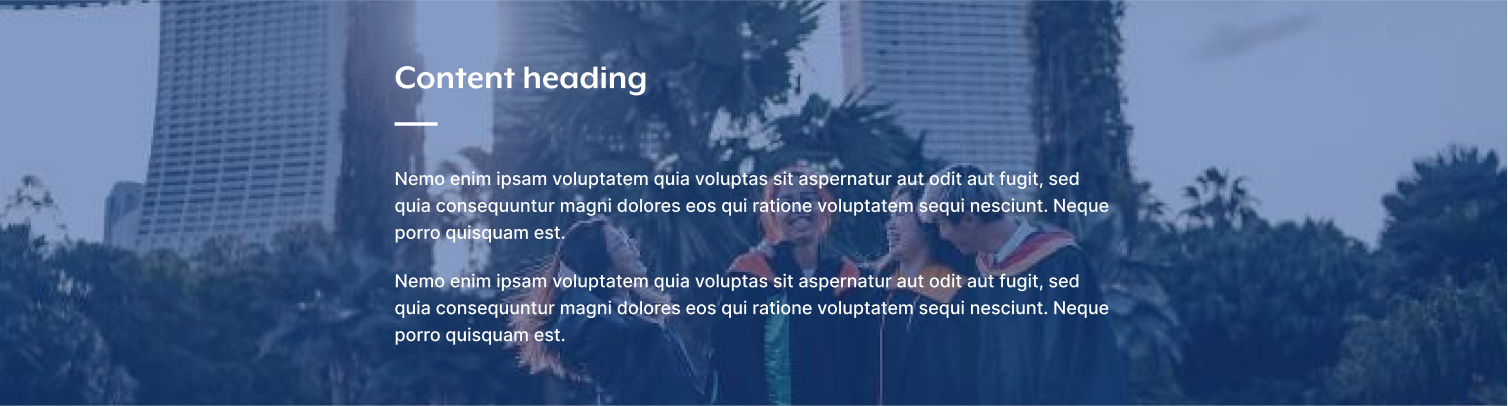 Content heading
Nemo enim ipsam voluptatem quia voluptas sit aspernatur aut odit aut fugit, sed
quia consequuntur magni dolores eos qui ratione voluptatem sequi nesciunt. Neque
porro quisquam est.
Nemo enim ipsam voluptatem quia voluptas sit aspernatur aut odit aut fugit, sed
quia consequuntur magni dolores eos qui ratione voluptatem sequi nesciunt. Neque
porro quisquam est.